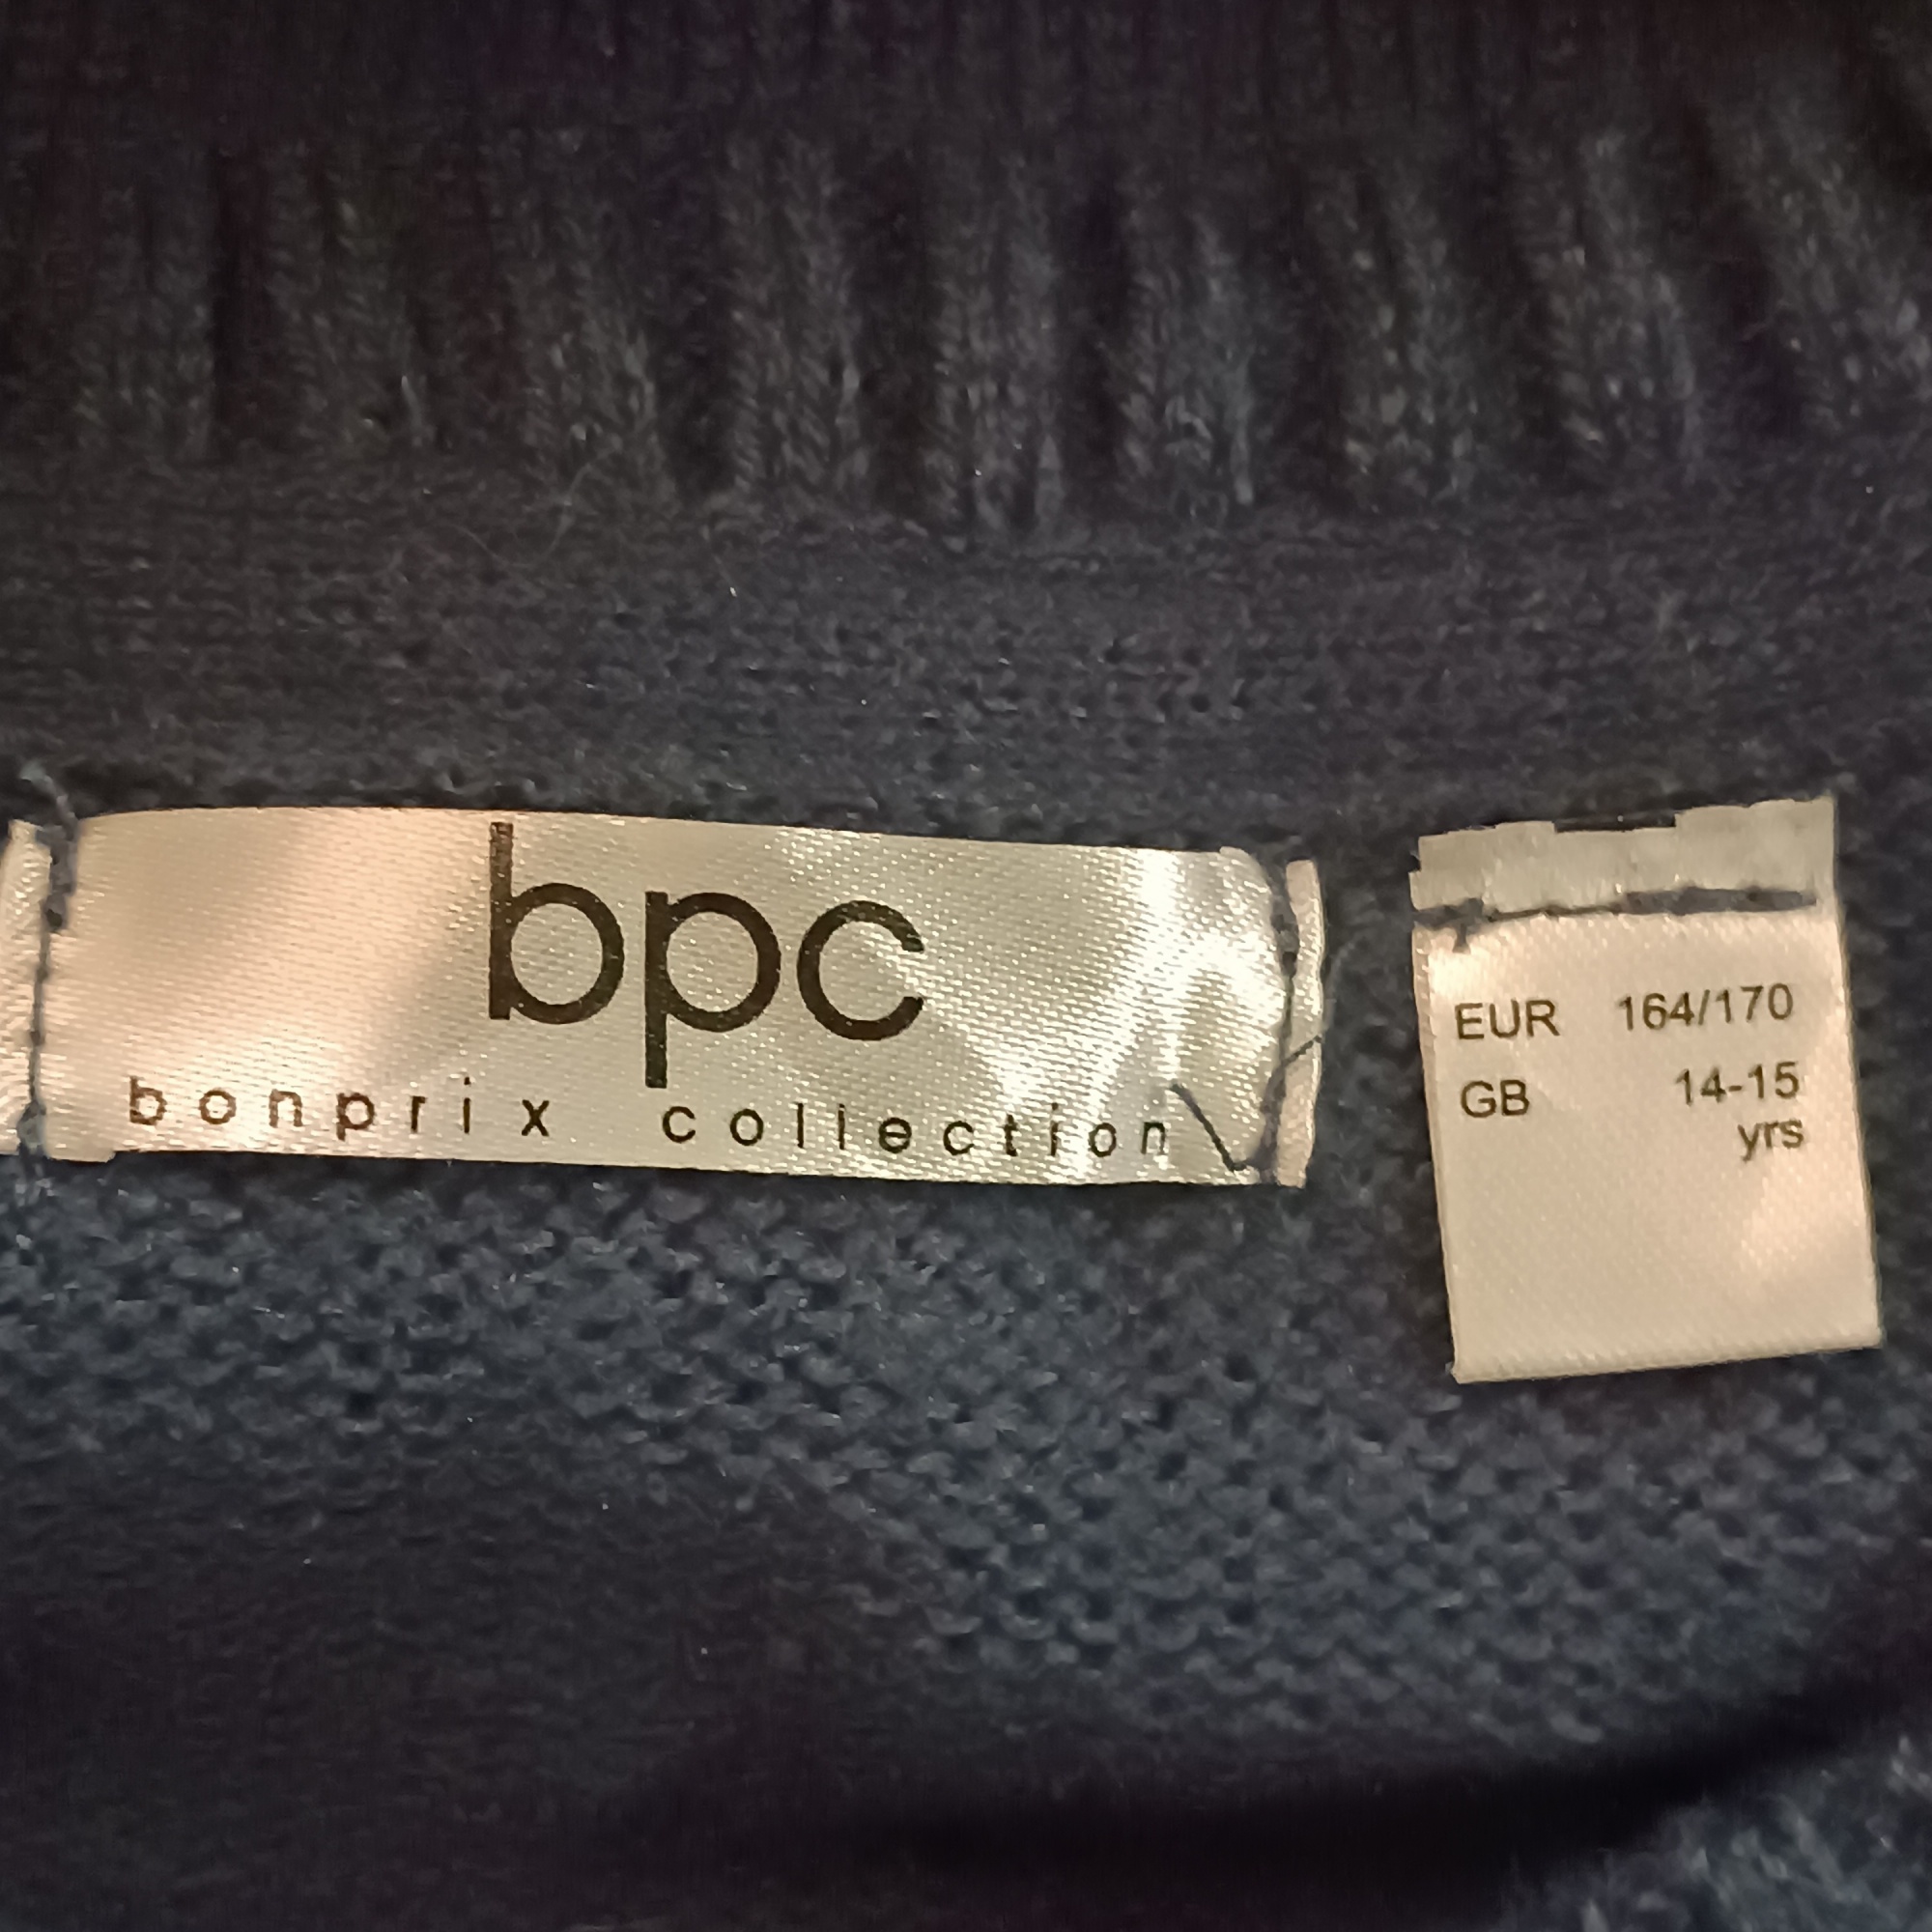 bpc
bonprix collection
EUR 164/170
GB 14-15
yrs